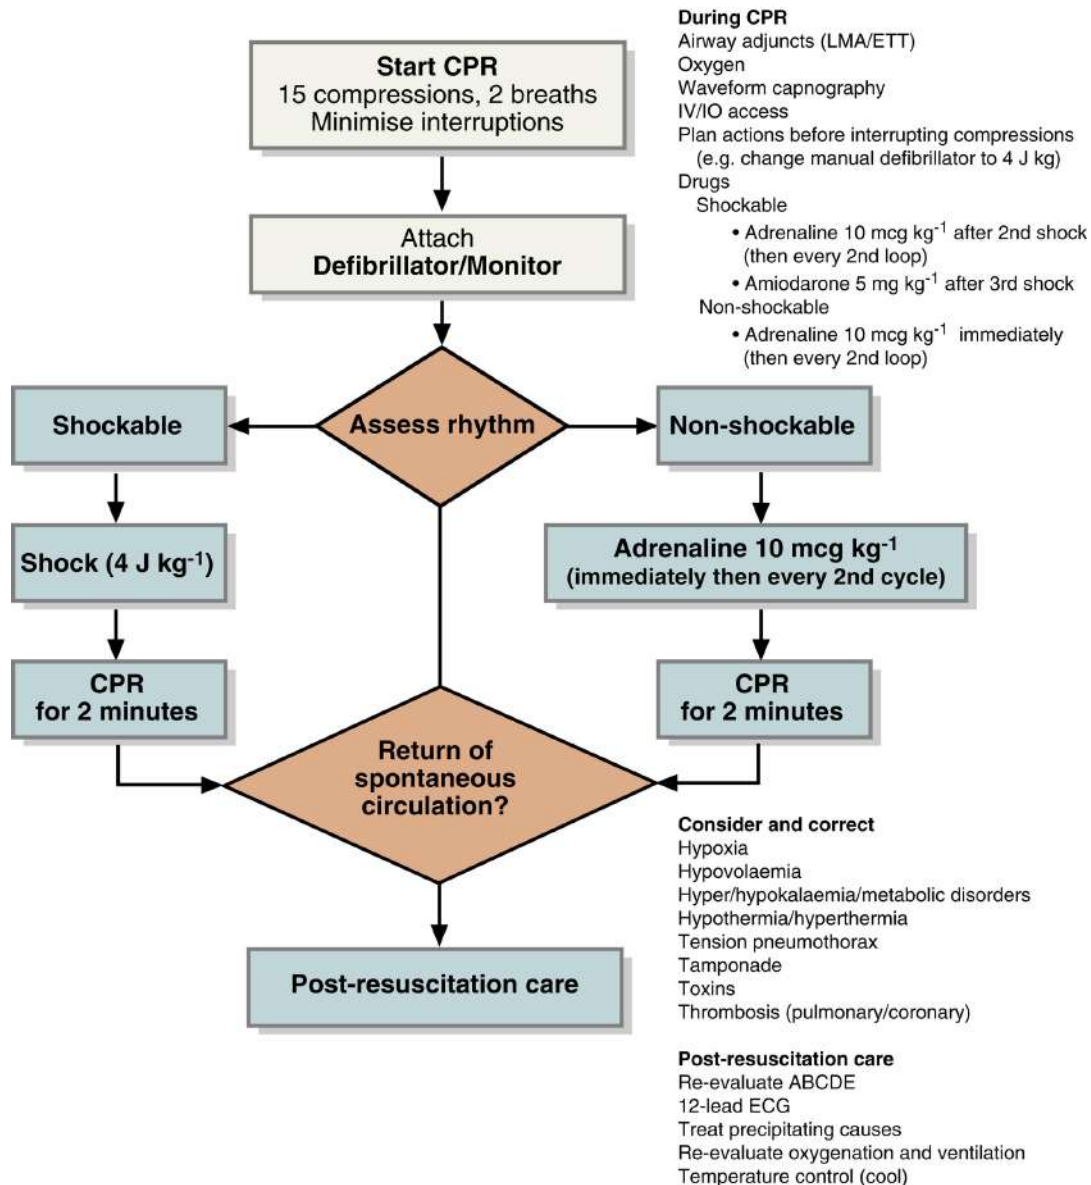 Start CPR
15 compressions, 2 breaths
Minimise interruptions
Attach
Defibrillator/Monitor
Assess rhythm
Shockable
Non-shockable
Shock (4 J kg⁻¹)
Adrenaline 10 mcg kg⁻¹
(immediately then every 2nd cycle)
CPR
for 2 minutes
CPR
for 2 minutes
Return of
spontaneous
circulation?
Post-resuscitation care
During CPR
Airway adjuncts (LMA/ETT)
Oxygen
Waveform capnography
IV/IO access
Plan actions before interrupting compressions
(e.g. change manual defibrillator to 4 J kg)
Drugs
Shockable
• Adrenaline 10 mcg kg⁻¹ after 2nd shock
(then every 2nd loop)
• Amiodarone 5 mg kg⁻¹ after 3rd shock
Non-shockable
• Adrenaline 10 mcg kg⁻¹ immediately
(then every 2nd loop)
Consider and correct
Hypoxia
Hypovolaemia
Hyper/hypokalaemia/metabolic disorders
Hypothermia/hyperthermia
Tension pneumothorax
Tamponade
Toxins
Thrombosis (pulmonary/coronary)
Post-resuscitation care
Re-evaluate ABCDE
12-lead ECG
Treat precipitating causes
Re-evaluate oxygenation and ventilation
Temperature control (cool)